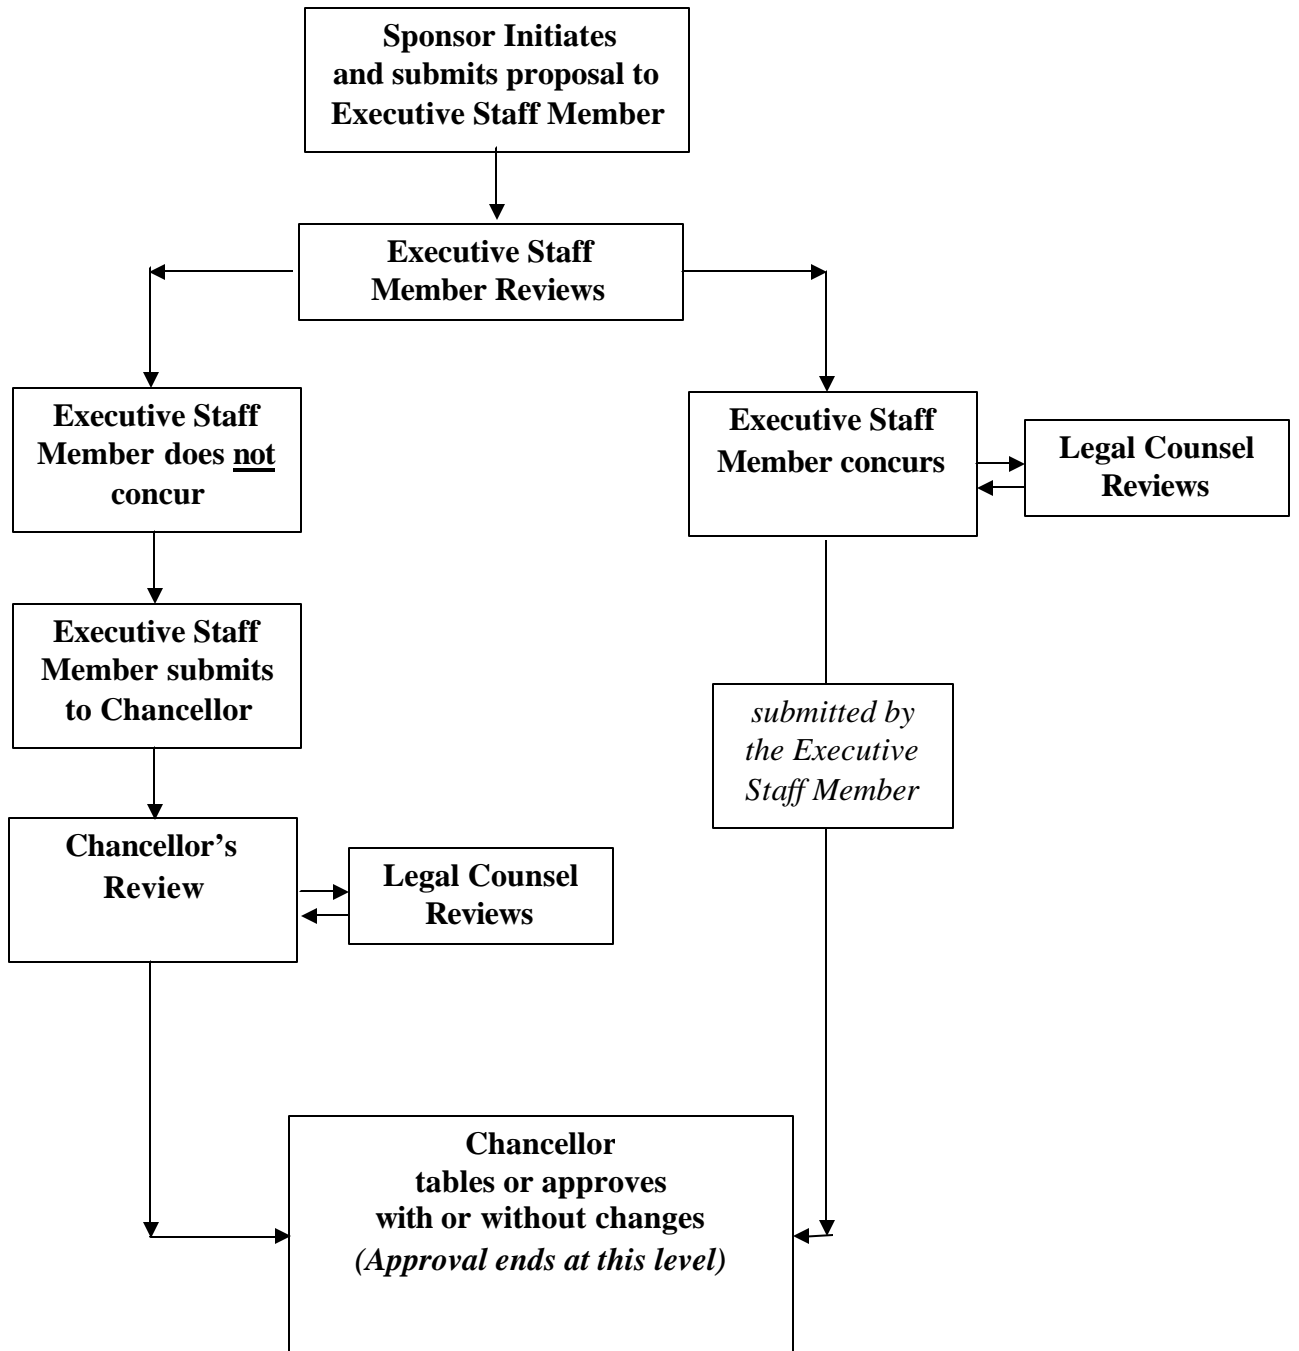 Sponsor Initiates
and submits proposal to
Executive Staff Member
Executive Staff
Member Reviews
Executive Staff
Member does not
concur
Executive Staff
Member concurs
Legal Counsel
Reviews
Executive Staff
Member submits
to Chancellor
submitted by
the Executive
Staff Member
Chancellor’s
Review
Legal Counsel
Reviews
Chancellor
tables or approves
with or without changes
(Approval ends at this level)